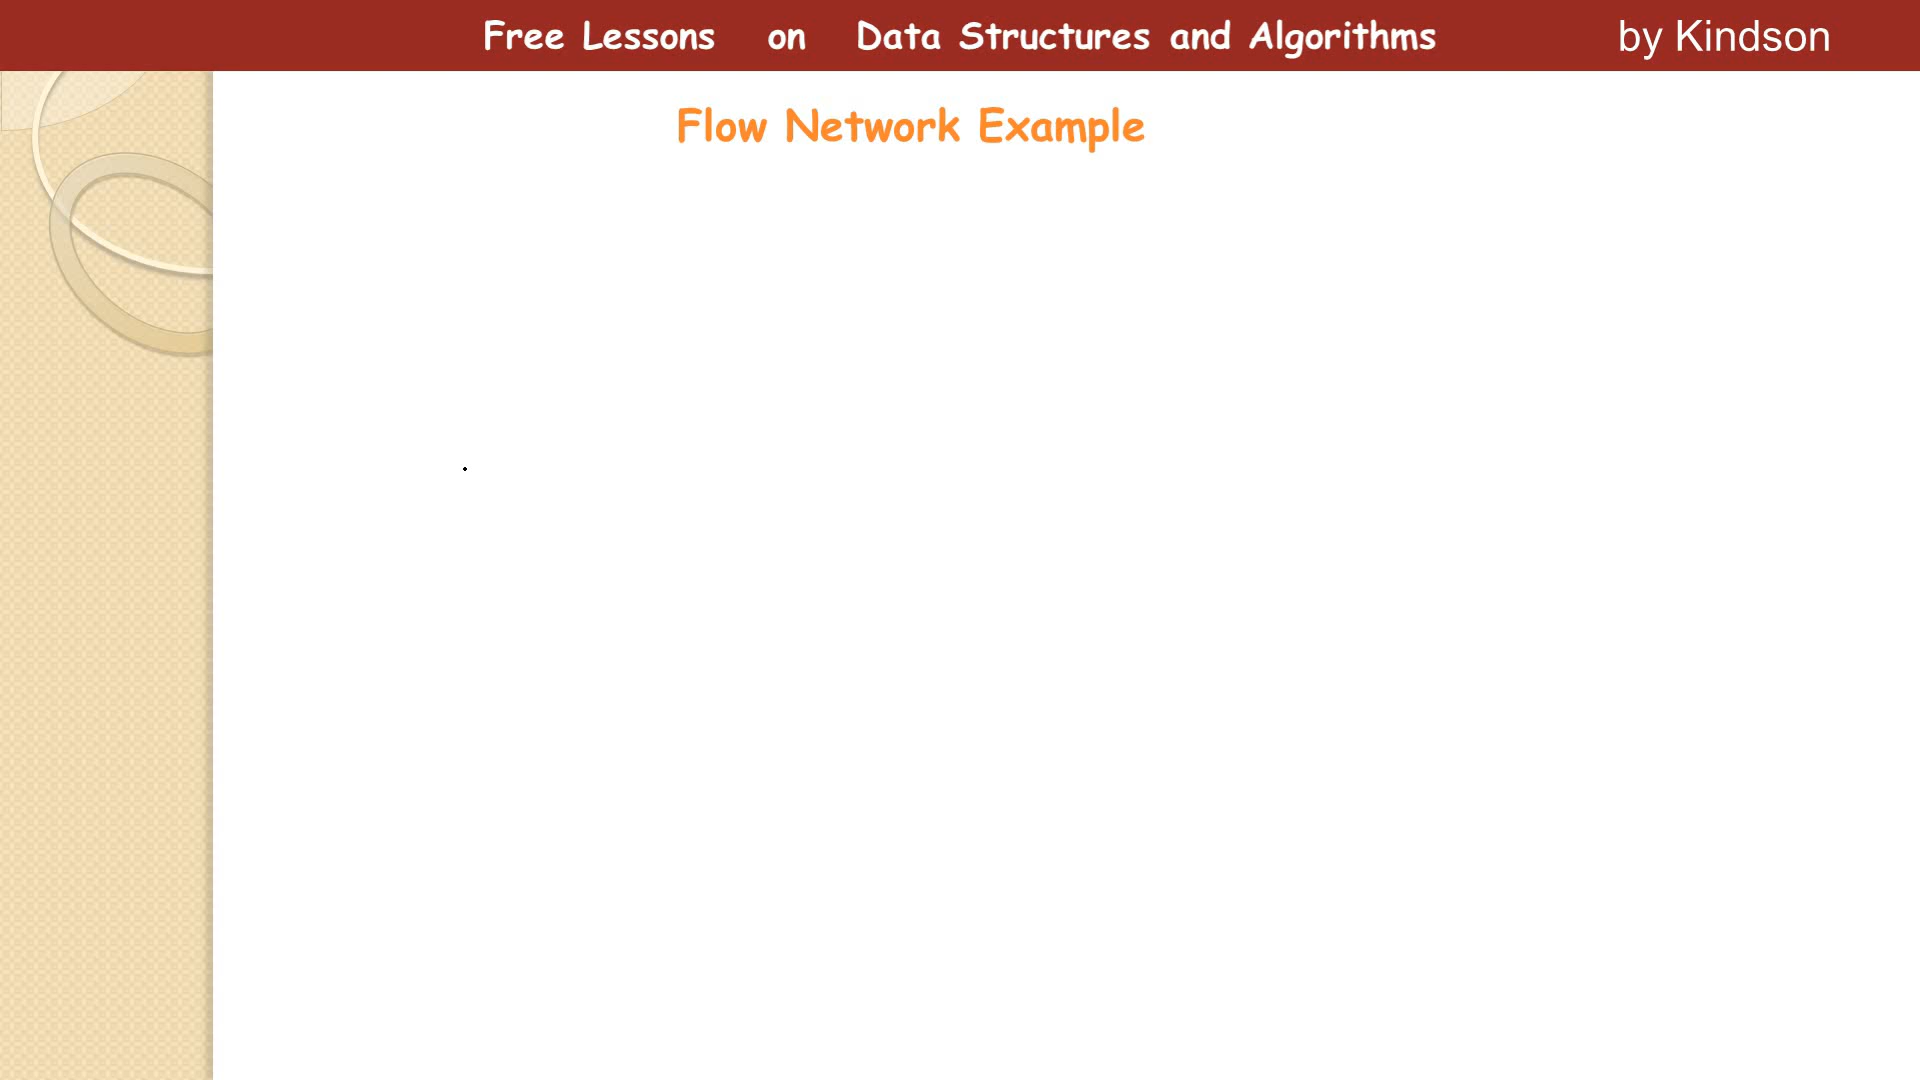 Free Lessons on Data Structures and Algorithms by Kindson
Flow Network Example